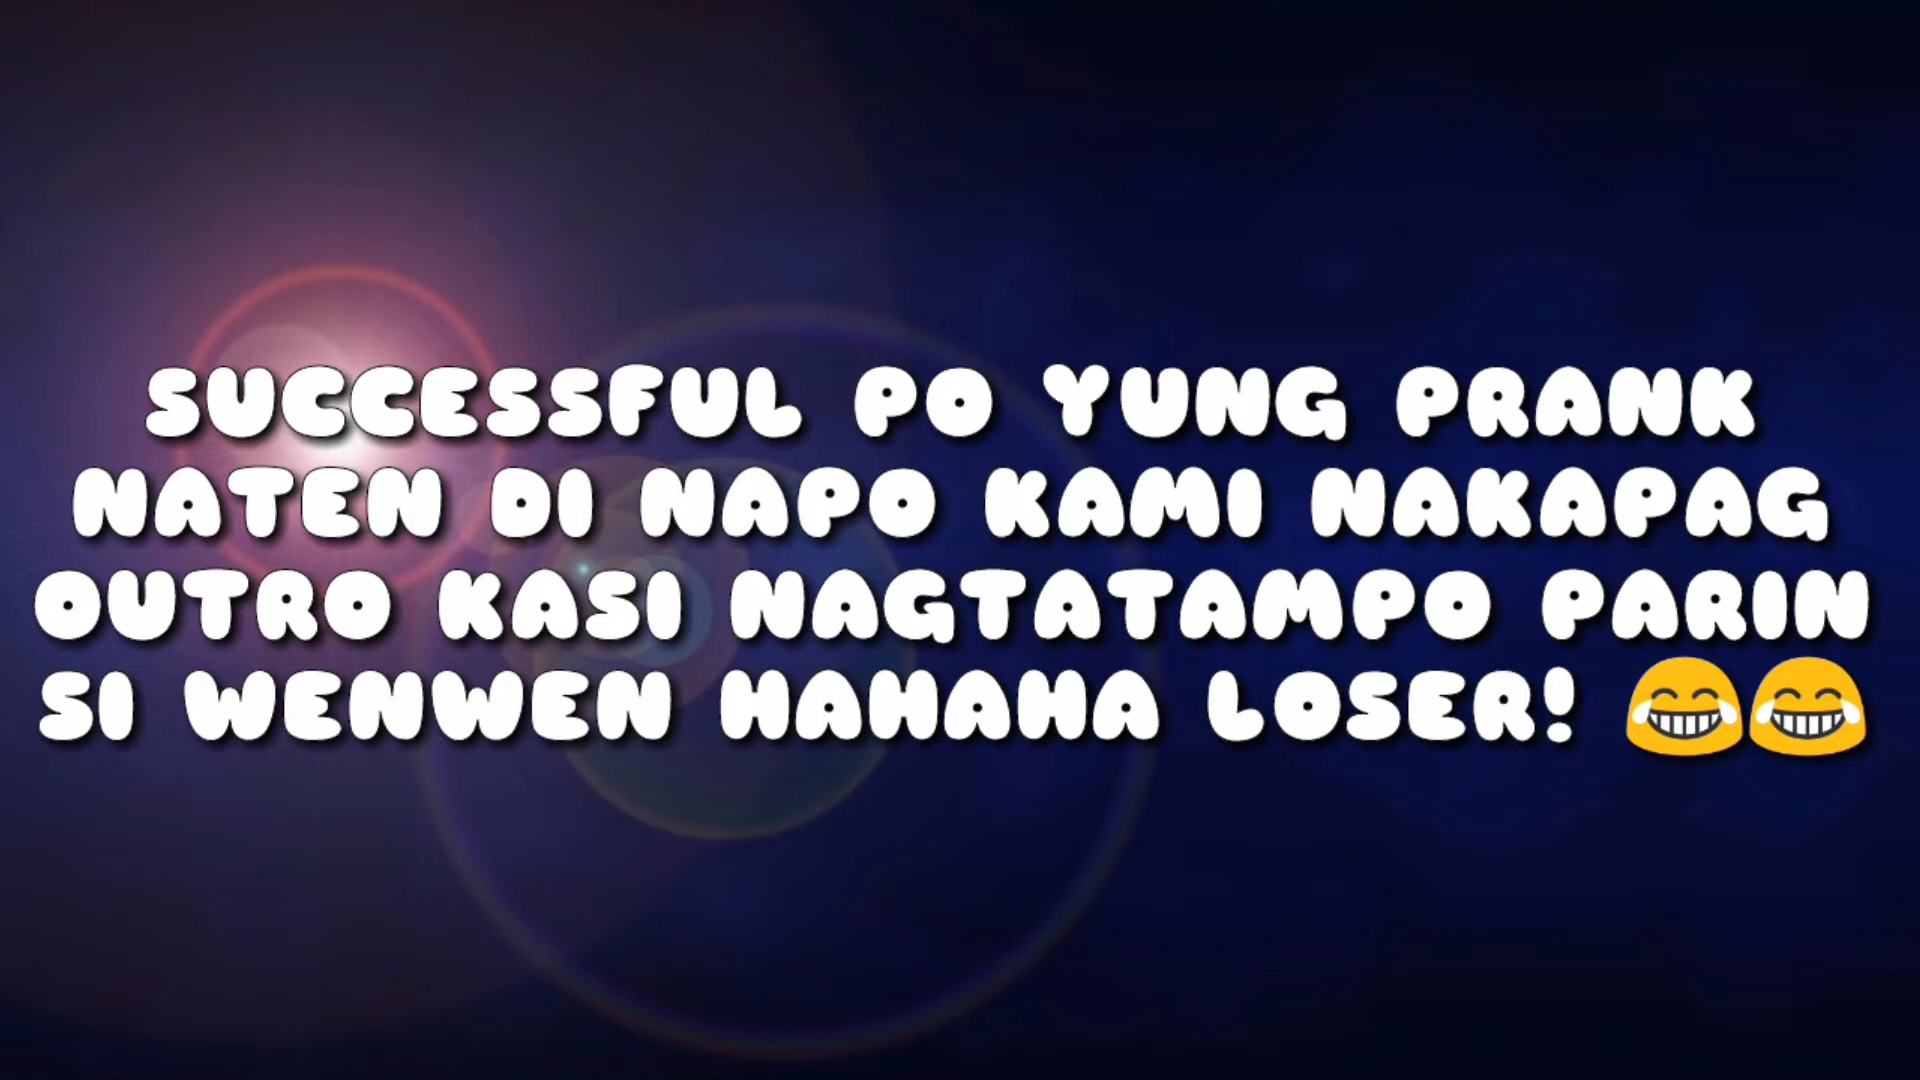 SUCCESSFUL PO YUNG PRANK
NATEN DI NAPO KAMI NAKAPAG
OUTRO KASI NAGTATAMPO PARIN
SI WENWEN HAHAHA LOSER! 😂😂